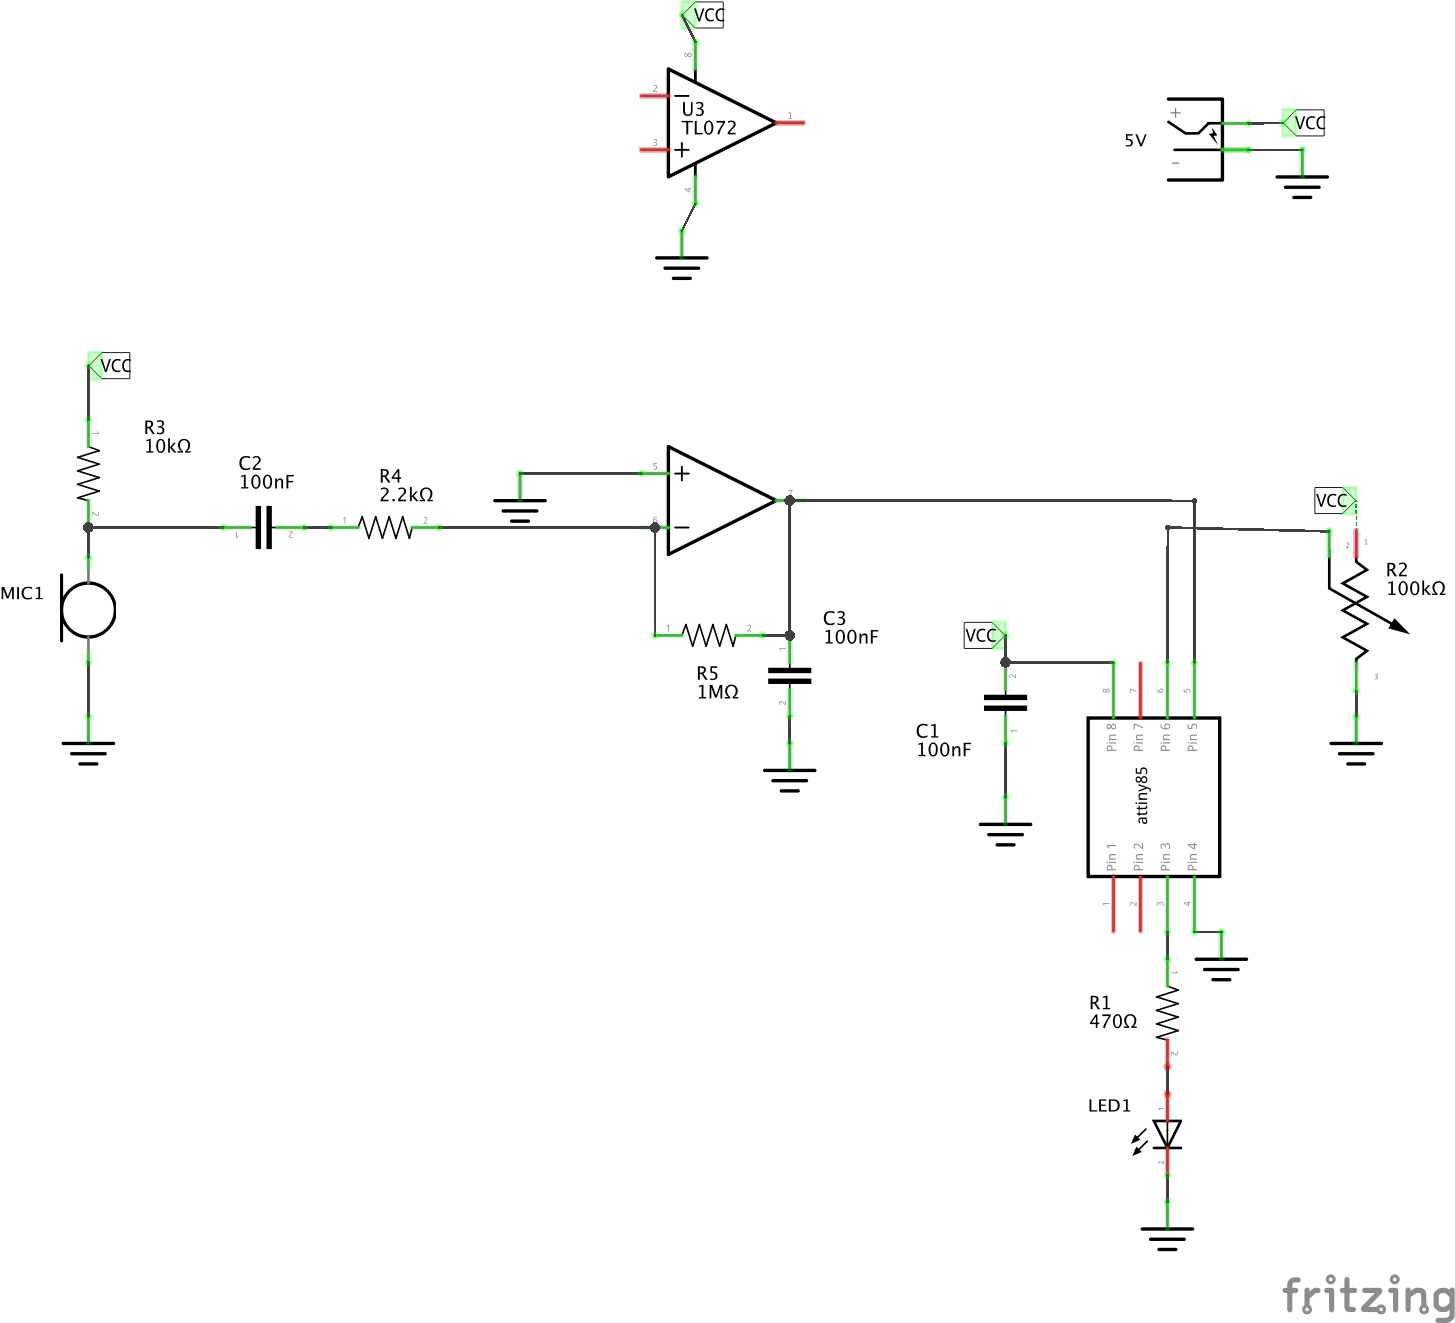 VCC
8
2
−
U3
TL072
1
3
+
4
+
5V
VCC
−
VCC
R3
10kΩ
1
2
C2
100nF
1
2
R4
2.2kΩ
1
2
5
+
7
6
−
VCC
2
1
R2
100kΩ
3
MIC1
1
2
R5
1MΩ
C3
100nF
1
2
VCC
2
C1
100nF
1
8
7
6
5
Pin 8
Pin 7
Pin 6
Pin 5
attiny85
Pin 1
Pin 2
Pin 3
Pin 4
1
2
3
4
1
R1
470Ω
2
LED1
1
2
fritzing